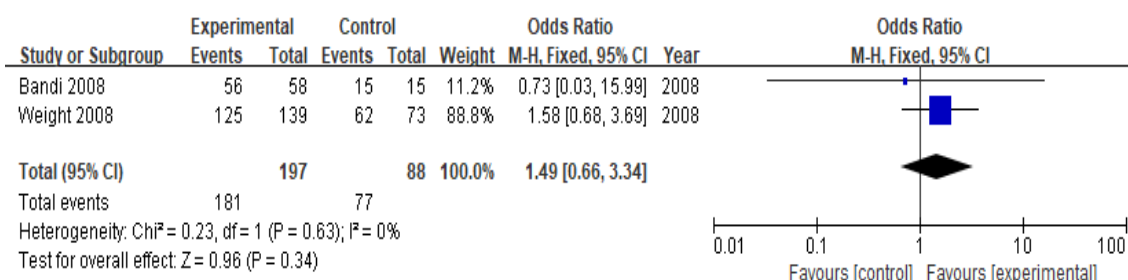 Experimental Control Odds Ratio Odds Ratio
Study or Subgroup Events Total Events Total Weight M-H, Fixed, 95% CI Year M-H, Fixed, 95% CI
Bandi 2008 56 58 15 15 11.2% 0.73 [0.03, 15.99] 2008
Weight 2008 125 139 62 73 88.8% 1.58 [0.68, 3.69] 2008
Total (95% CI) 197 88 100.0% 1.49 [0.66, 3.34]
Total events 181 77
Heterogeneity: Chi² = 0.23, df = 1 (P = 0.63); I² = 0%
Test for overall effect: Z = 0.96 (P = 0.34)
0.01 0.1 1 10 100
Favours [control] Favours [experimental]